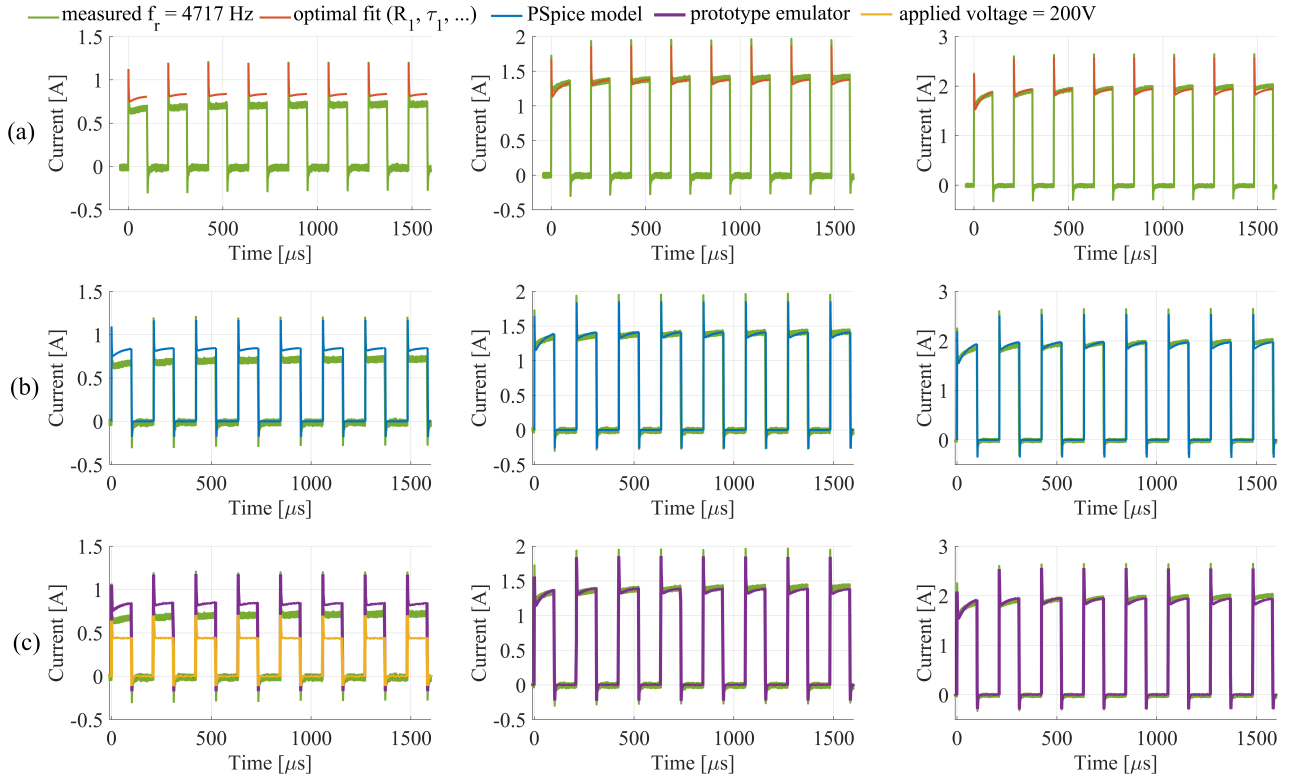 measured f_r = 4717 Hz optimal fit (R_1, τ_1, ...) PSpice model prototype emulator applied voltage = 200V
(a)
Current [A]
1.5
1
0.5
0
-0.5
0 500 1000 1500
Time [μs]
Current [A]
2
1.5
1
0.5
0
-0.5
0 500 1000 1500
Time [μs]
Current [A]
3
2
1
0
0 500 1000 1500
Time [μs]
(b)
Current [A]
1.5
1
0.5
0
-0.5
0 500 1000 1500
Time [μs]
Current [A]
2
1.5
1
0.5
0
-0.5
0 500 1000 1500
Time [μs]
Current [A]
3
2
1
0
0 500 1000 1500
Time [μs]
(c)
Current [A]
1.5
1
0.5
0
-0.5
0 500 1000 1500
Time [μs]
Current [A]
2
1.5
1
0.5
0
-0.5
0 500 1000 1500
Time [μs]
Current [A]
3
2
1
0
0 500 1000 1500
Time [μs]